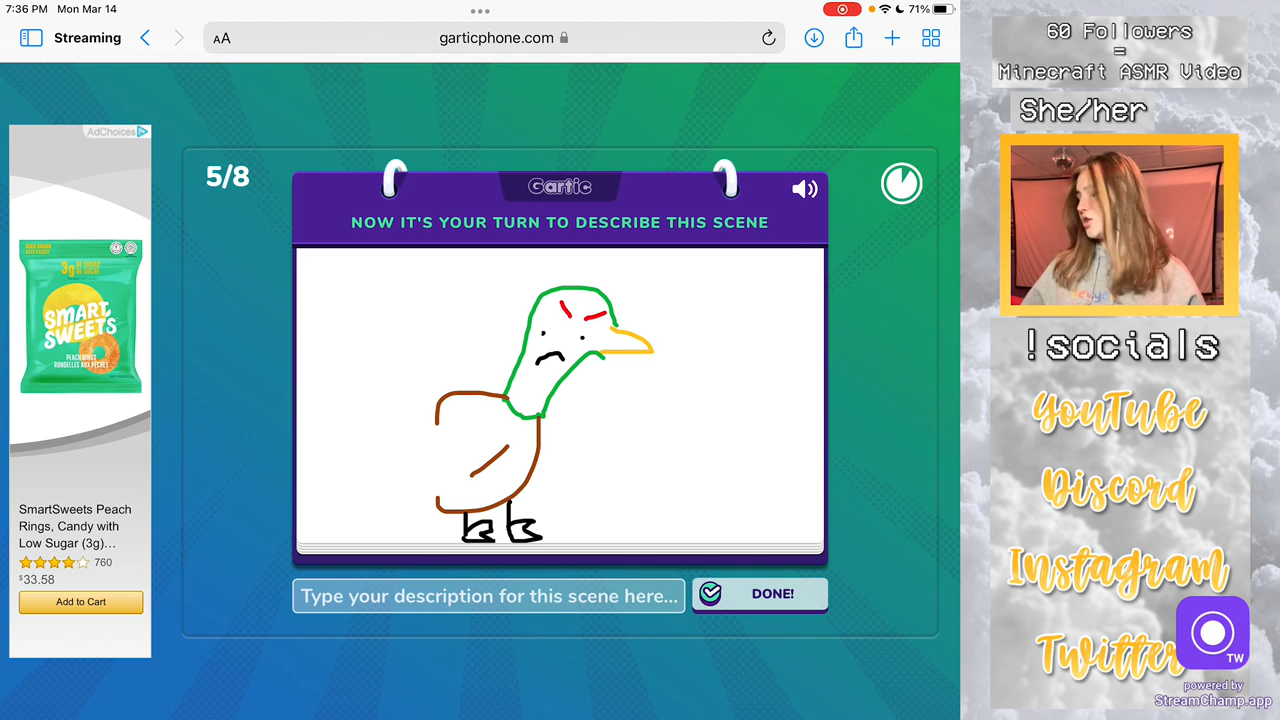 7:36 PM Mon Mar 14
71%
Streaming
AA
garticphone.com
60 Followers
=
Minecraft ASMR Video
She/her
AdChoices
5/8
Gartic
NOW IT'S YOUR TURN TO DESCRIBE THIS SCENE
3g
SMART
SWEETS
PEACH RINGS
RONDELLES AUX PÊCHES
SmartSweets Peach
Rings, Candy with
Low Sugar (3g)...
760
$33.58
Add to Cart
Type your description for this scene here...
DONE!
!socials
YouTube
Discord
Instagram
Twitter
TW
powered by
StreamChamp.app